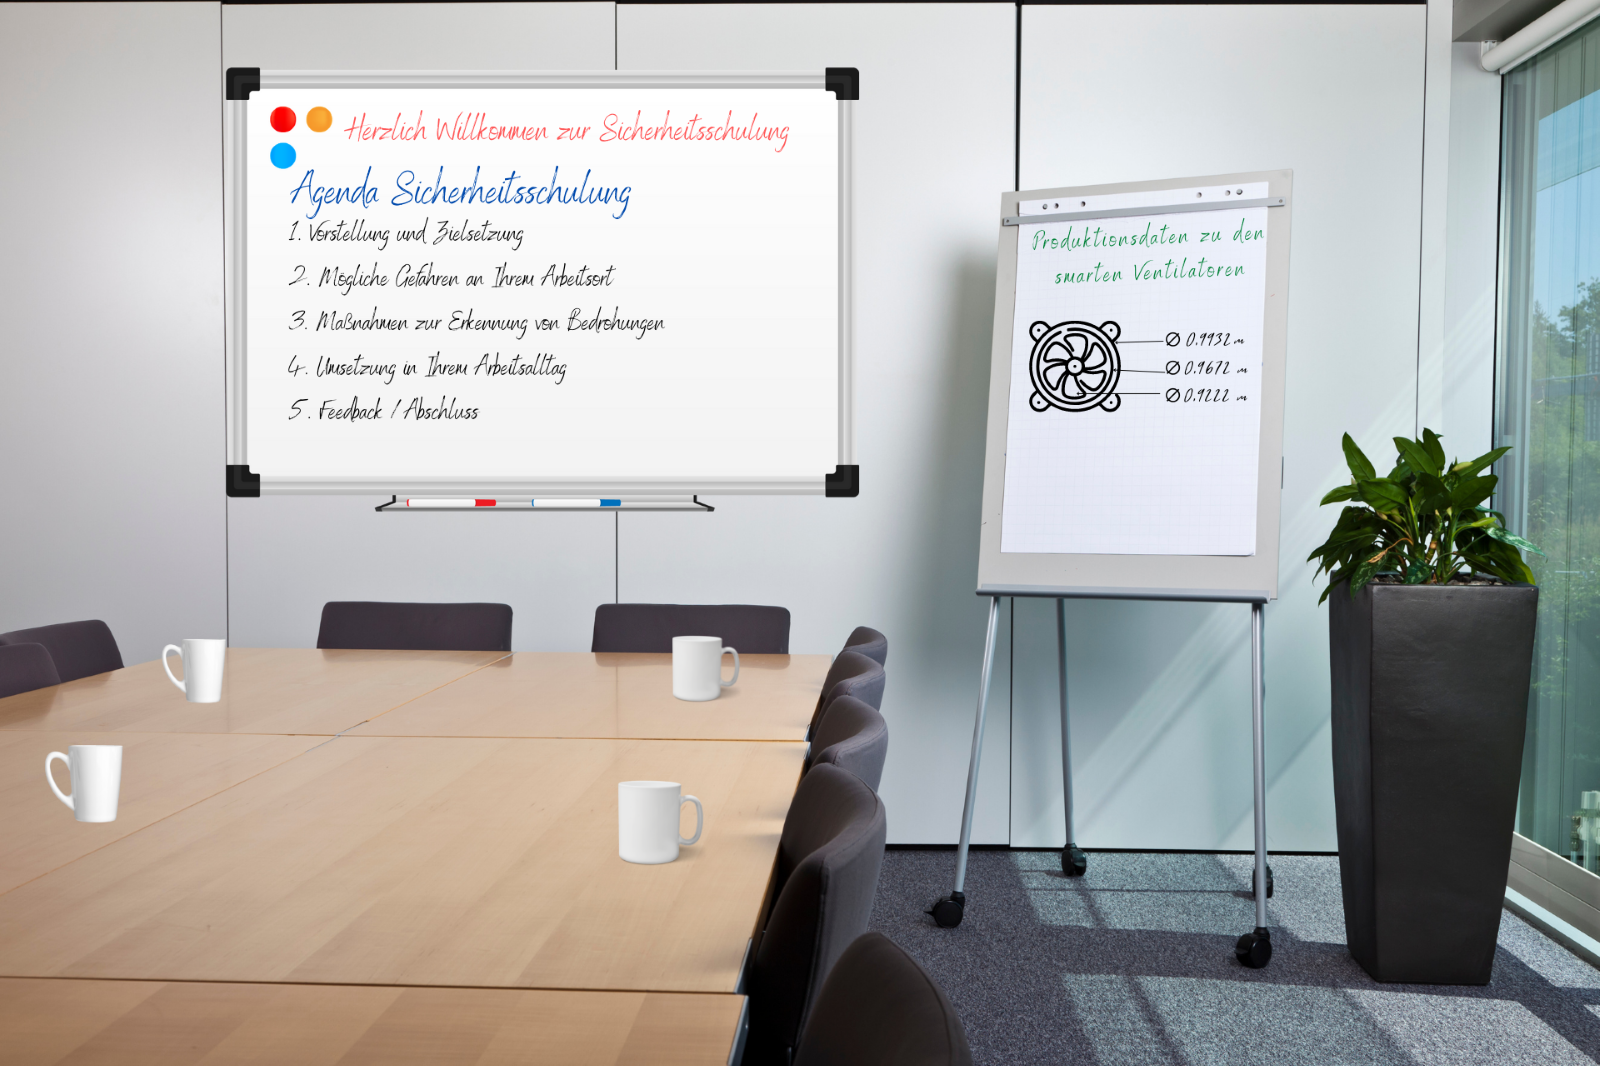 Herzlich Willkommen zur Sicherheitsschulung
Agenda Sicherheitsschulung
1. Vorstellung und Zielsetzung
2. Mögliche Gefahren an Ihrem Arbeitsort
3. Maßnahmen zur Erkennung von Bedrohungen
4. Umsetzung in Ihrem Arbeitsalltag
5. Feedback / Abschluss
Produktionsdaten zu den
smarten Ventilatoren
Ø 0.9932 m
Ø 0.9672 m
Ø 0.9222 m